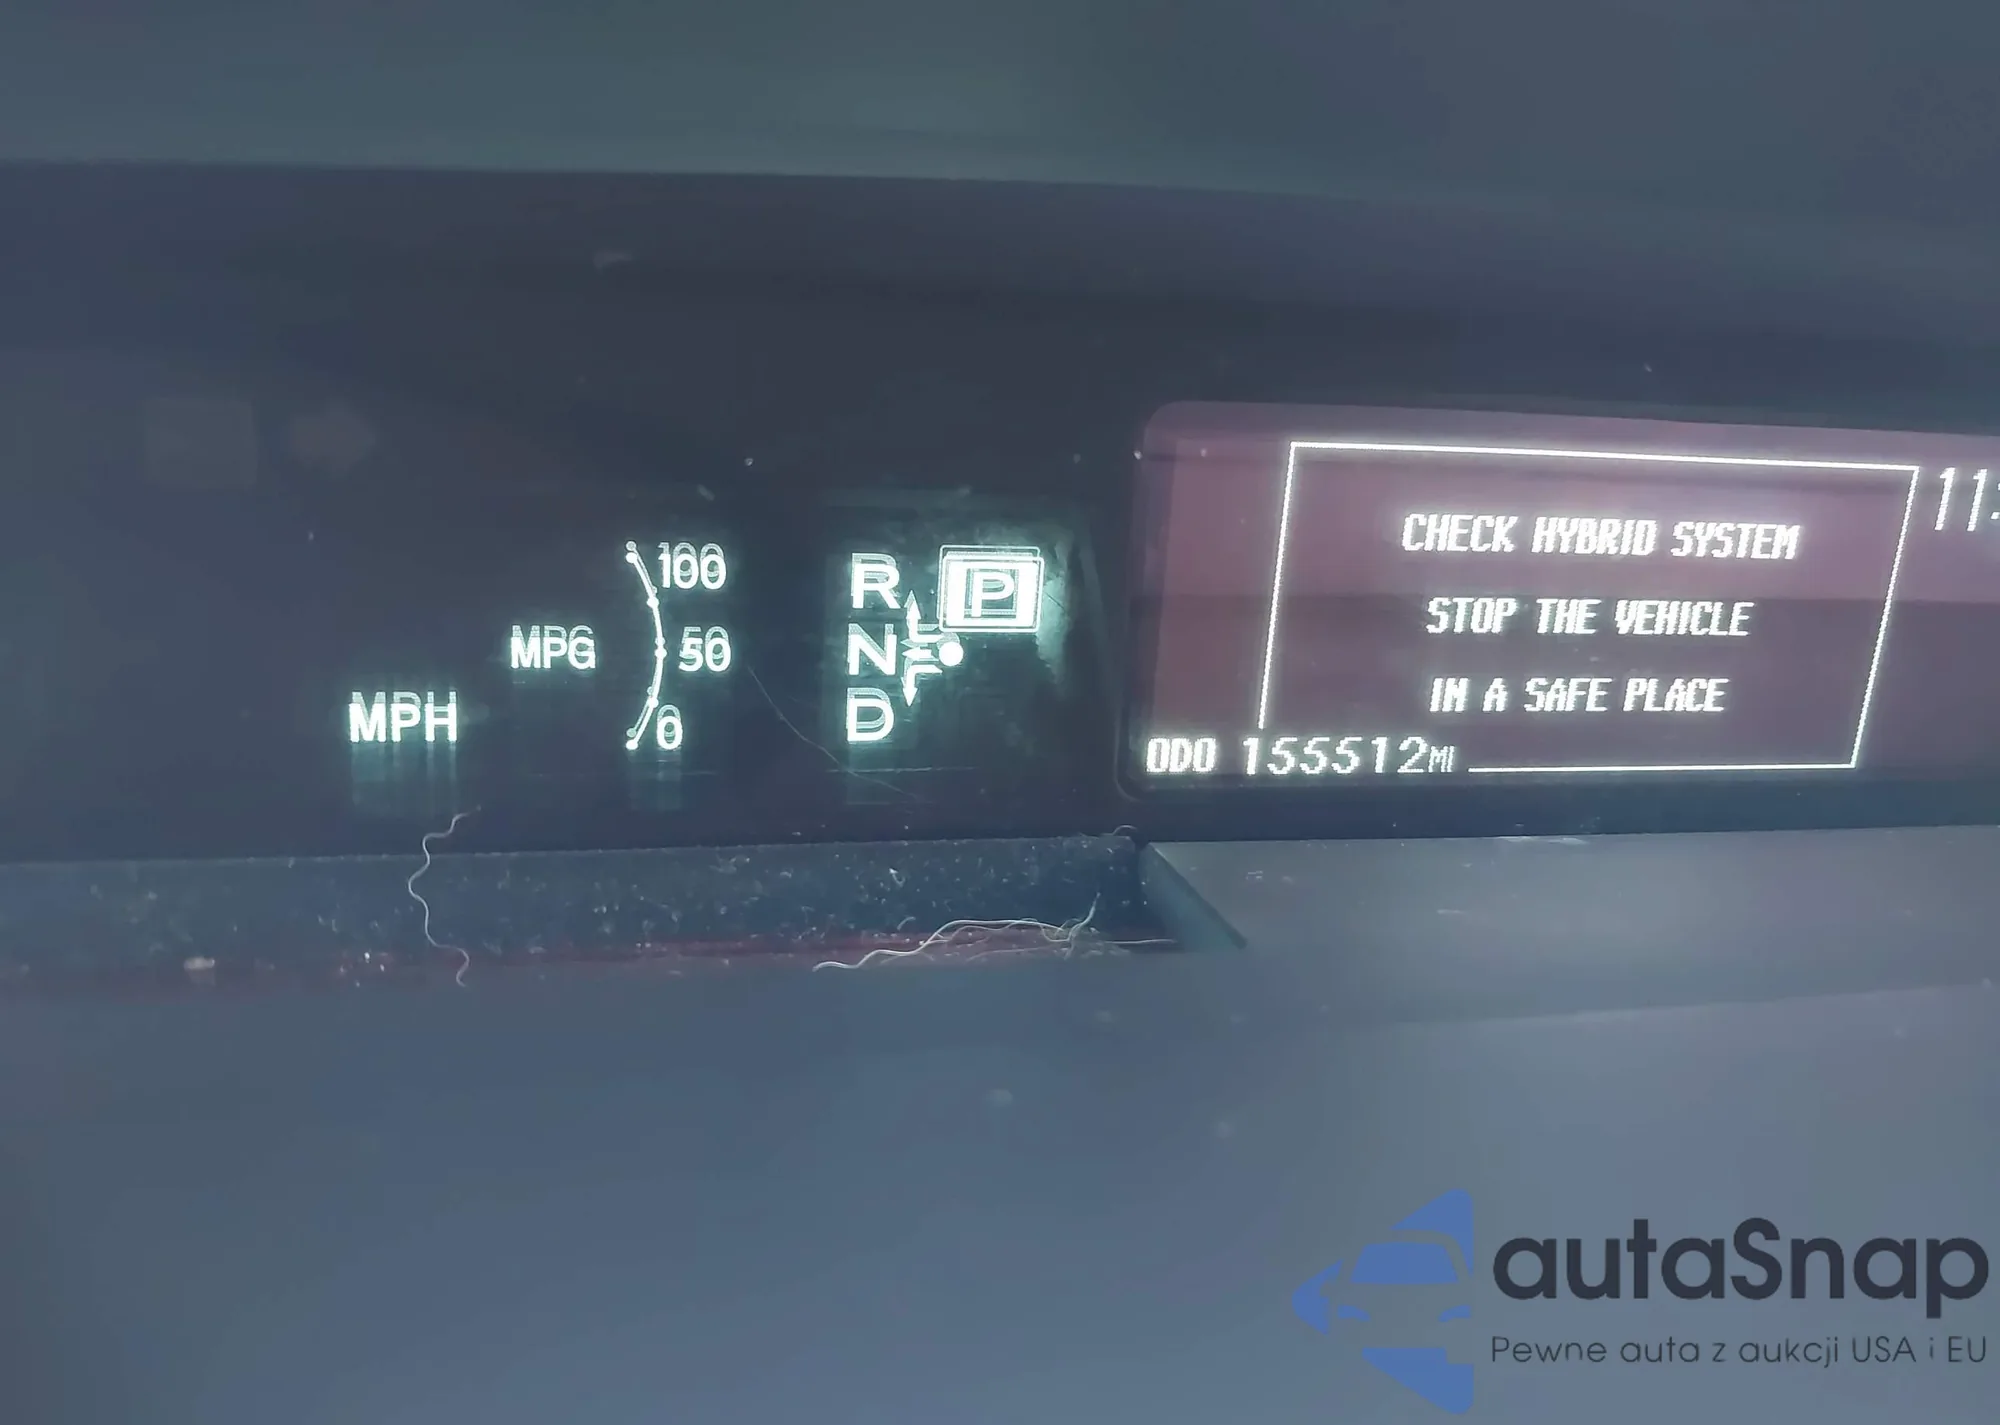 MPH
MPG
100
50
0
R
N
D
P
CHECK HYBRID SYSTEM
STOP THE VEHICLE
IN A SAFE PLACE
ODO 155512MI
11:
autaSnap
Pewne auta z aukcji USA i EU